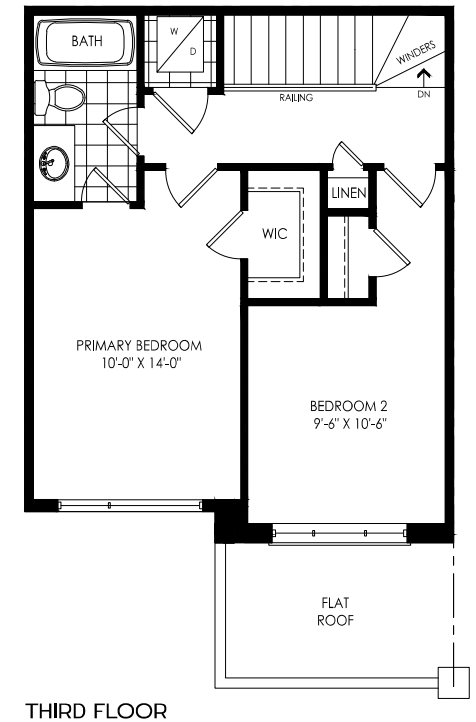 BATH
W
D
WINDERS
DN
RAILING
LINEN
WIC
PRIMARY BEDROOM
10'-0" X 14'-0"
BEDROOM 2
9'-6" X 10'-6"
FLAT
ROOF
THIRD FLOOR